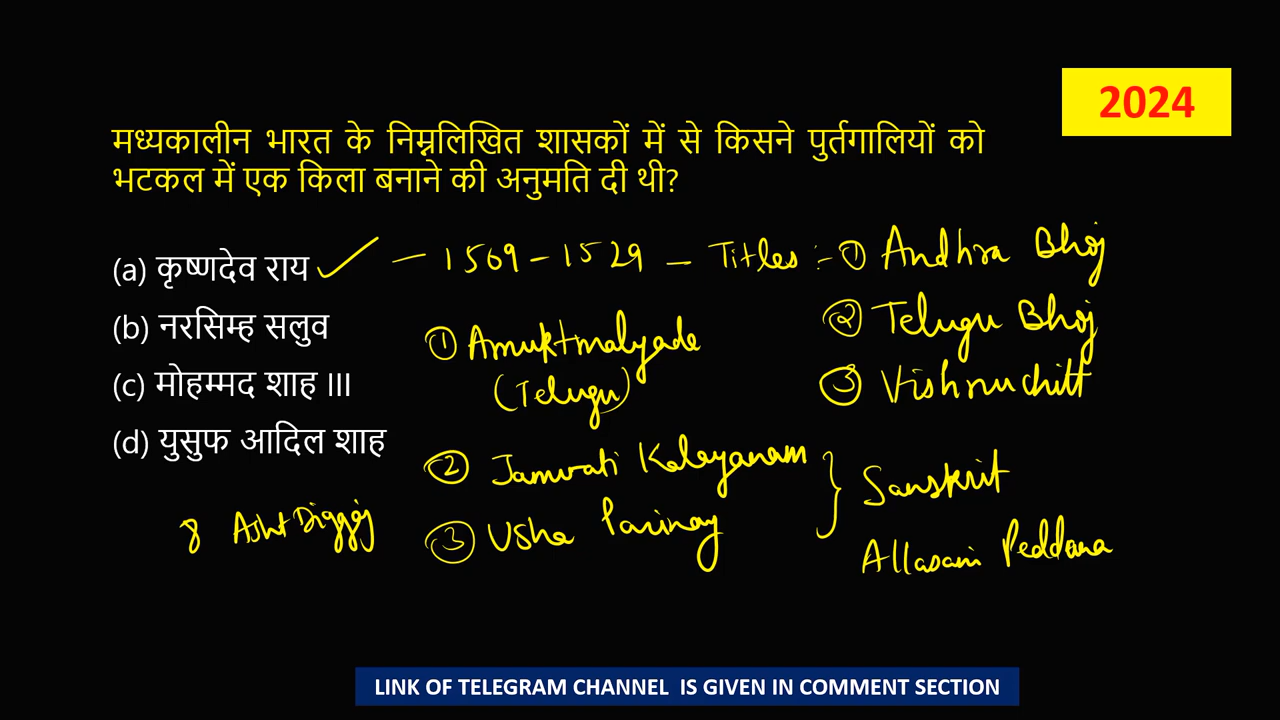 2024
मध्यकालीन भारत के निम्नलिखित शासकों में से किसने पुर्तगालियों को
भटकल में एक किला बनाने की अनुमति दी थी?
(a) कृष्णदेव राय ✓ – 1509 – 1529 – Titles :- ① Andhra Bhoj
② Telugu Bhoj
③ Vishnuchitt
(b) नरसिम्ह सलुव
(c) मोहम्मद शाह III
(d) युसुफ आदिल शाह
① Amuktmalyade
(Telugu)
② Jamvati Kalayanam } Sanskrit
③ Usha Parinay
8 Asht Diggaj
Allasani Peddana
LINK OF TELEGRAM CHANNEL IS GIVEN IN COMMENT SECTION